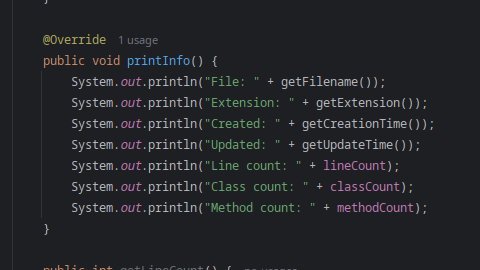 }
@Override 1 usage
public void printInfo() {
System.out.println("File: " + getFilename());
System.out.println("Extension: " + getExtension());
System.out.println("Created: " + getCreationTime());
System.out.println("Updated: " + getUpdateTime());
System.out.println("Line count: " + lineCount);
System.out.println("Class count: " + classCount);
System.out.println("Method count: " + methodCount);
}
public int getLineCount() { no usages